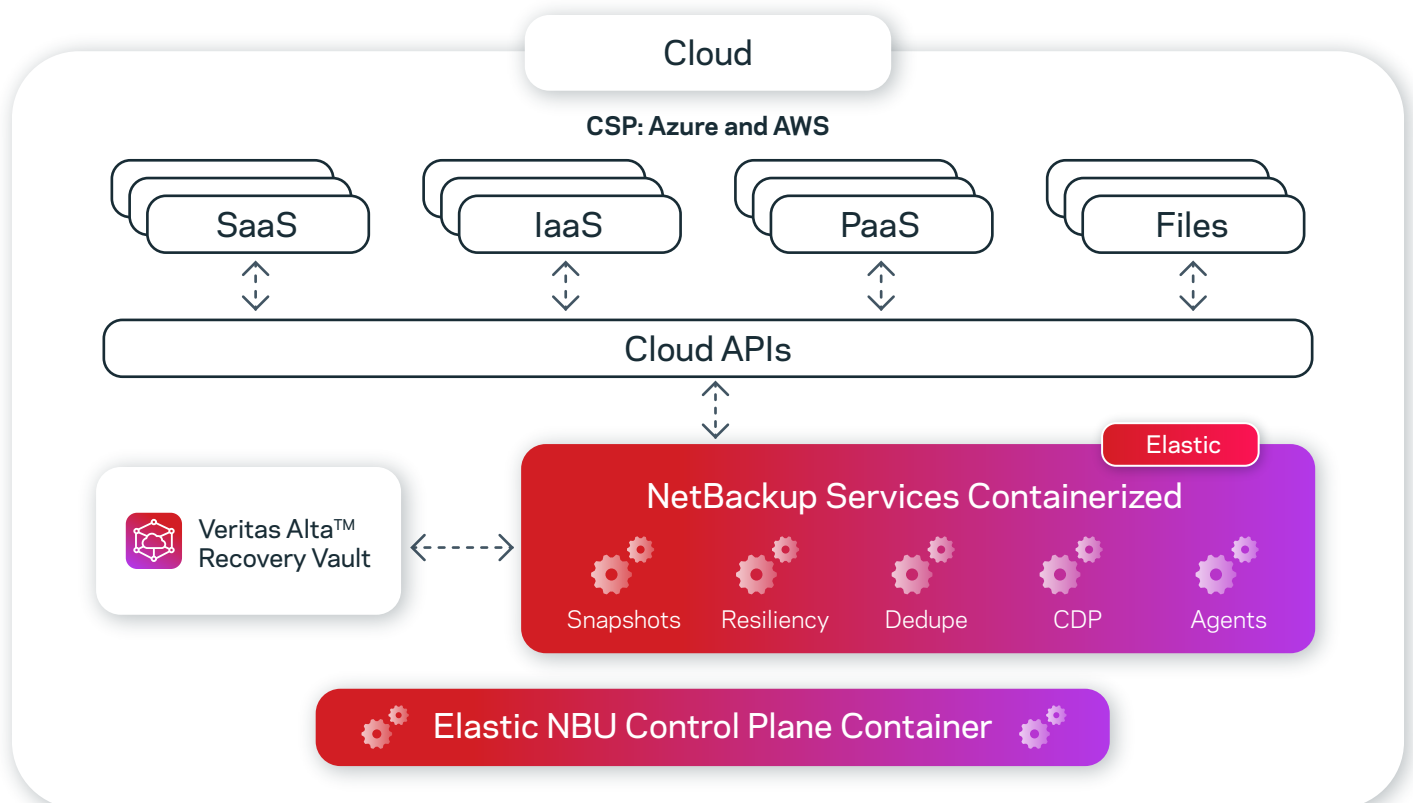 Cloud
CSP: Azure and AWS
SaaS
IaaS
PaaS
Files
Cloud APIs
Elastic
NetBackup Services Containerized
Veritas Alta™
Recovery Vault
Snapshots
Resiliency
Dedupe
CDP
Agents
Elastic NBU Control Plane Container